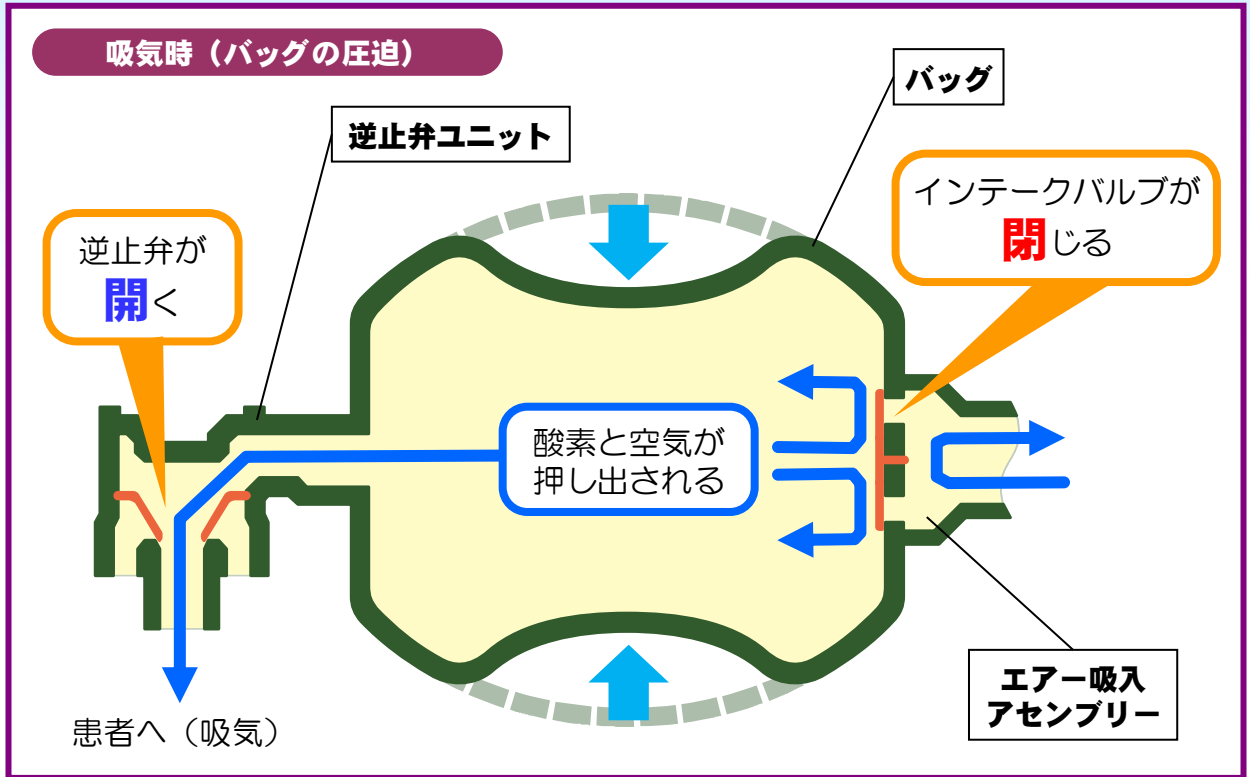 吸気時（バッグの圧迫）
バッグ
逆止弁ユニット
インテークバルブが
閉じる
逆止弁が
開く
酸素と空気が
押し出される
エアー吸入
アセンブリー
患者へ（吸気）